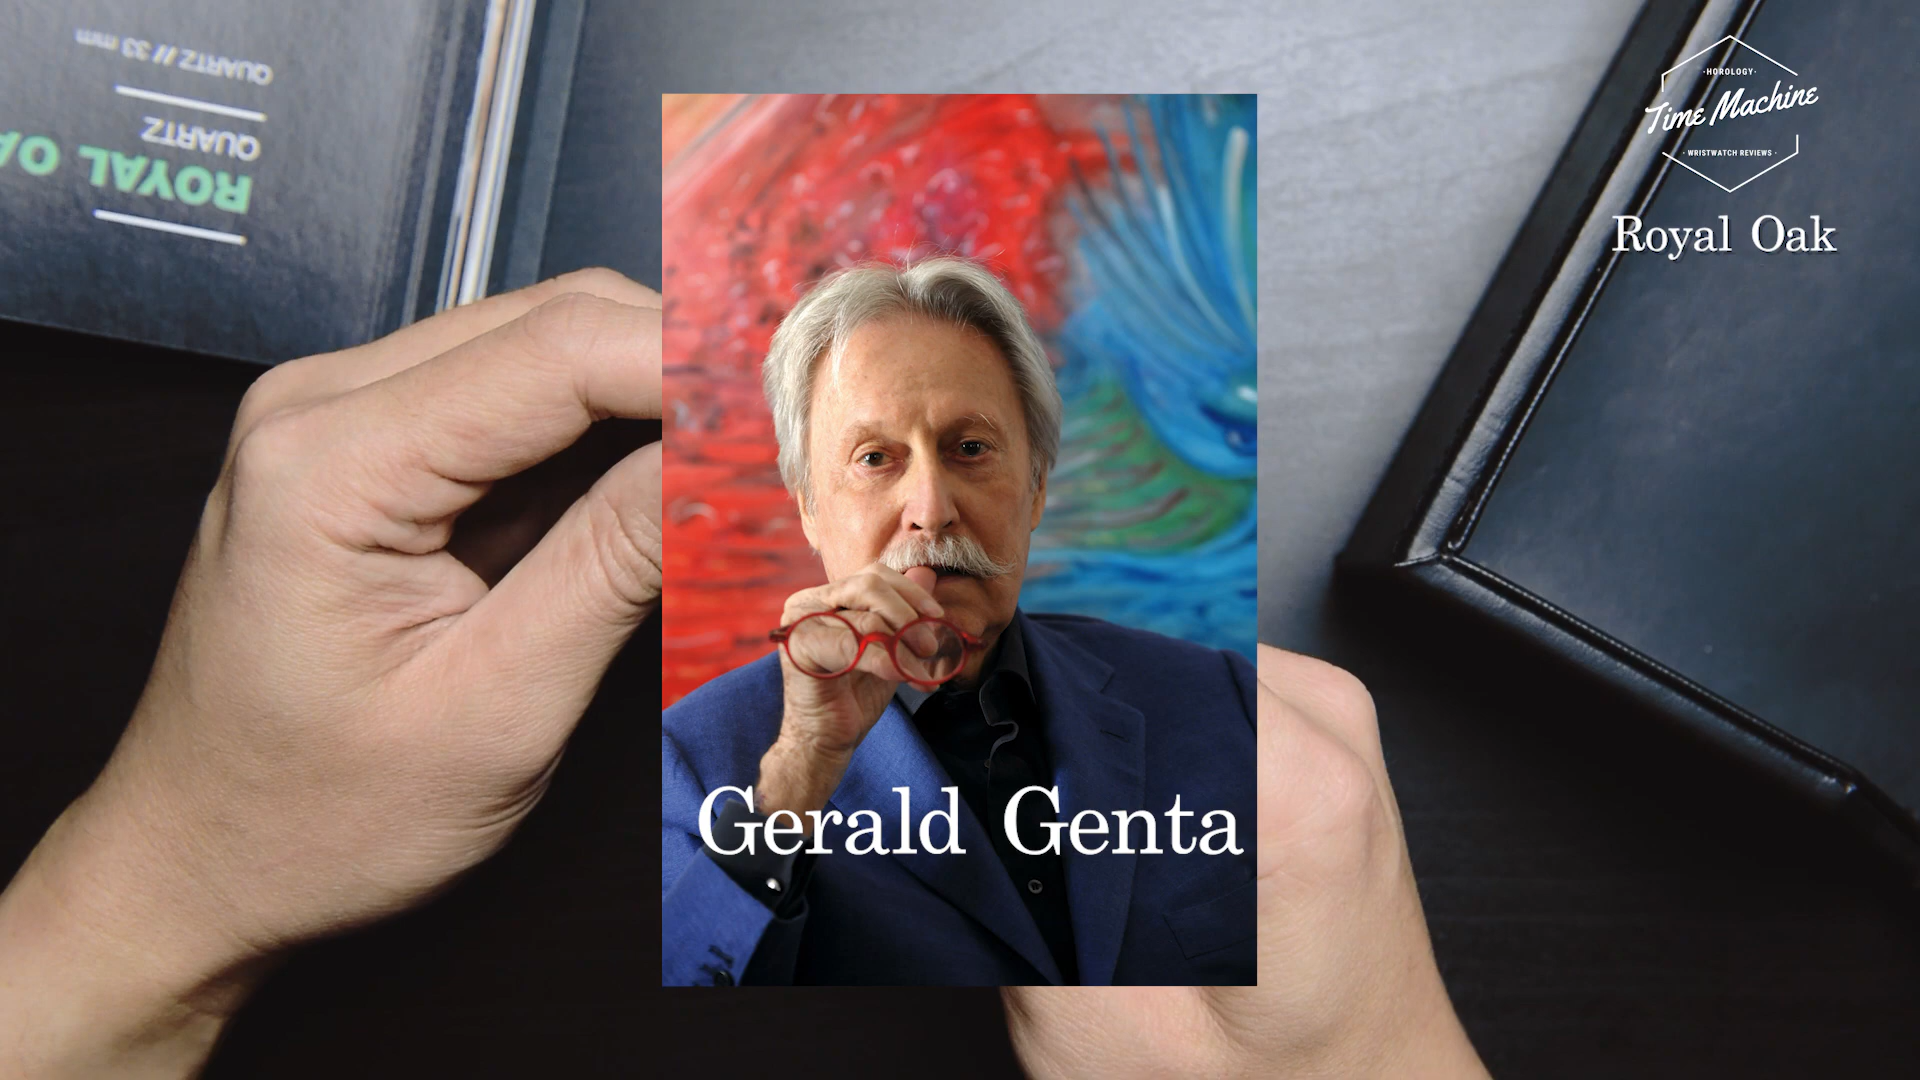 QUARTZ // 33 mm
QUARTZ
ROYAL OA
·HOROLOGY·
Time Machine
· WRISTWATCH REVIEWS ·
Royal Oak
Gerald Genta